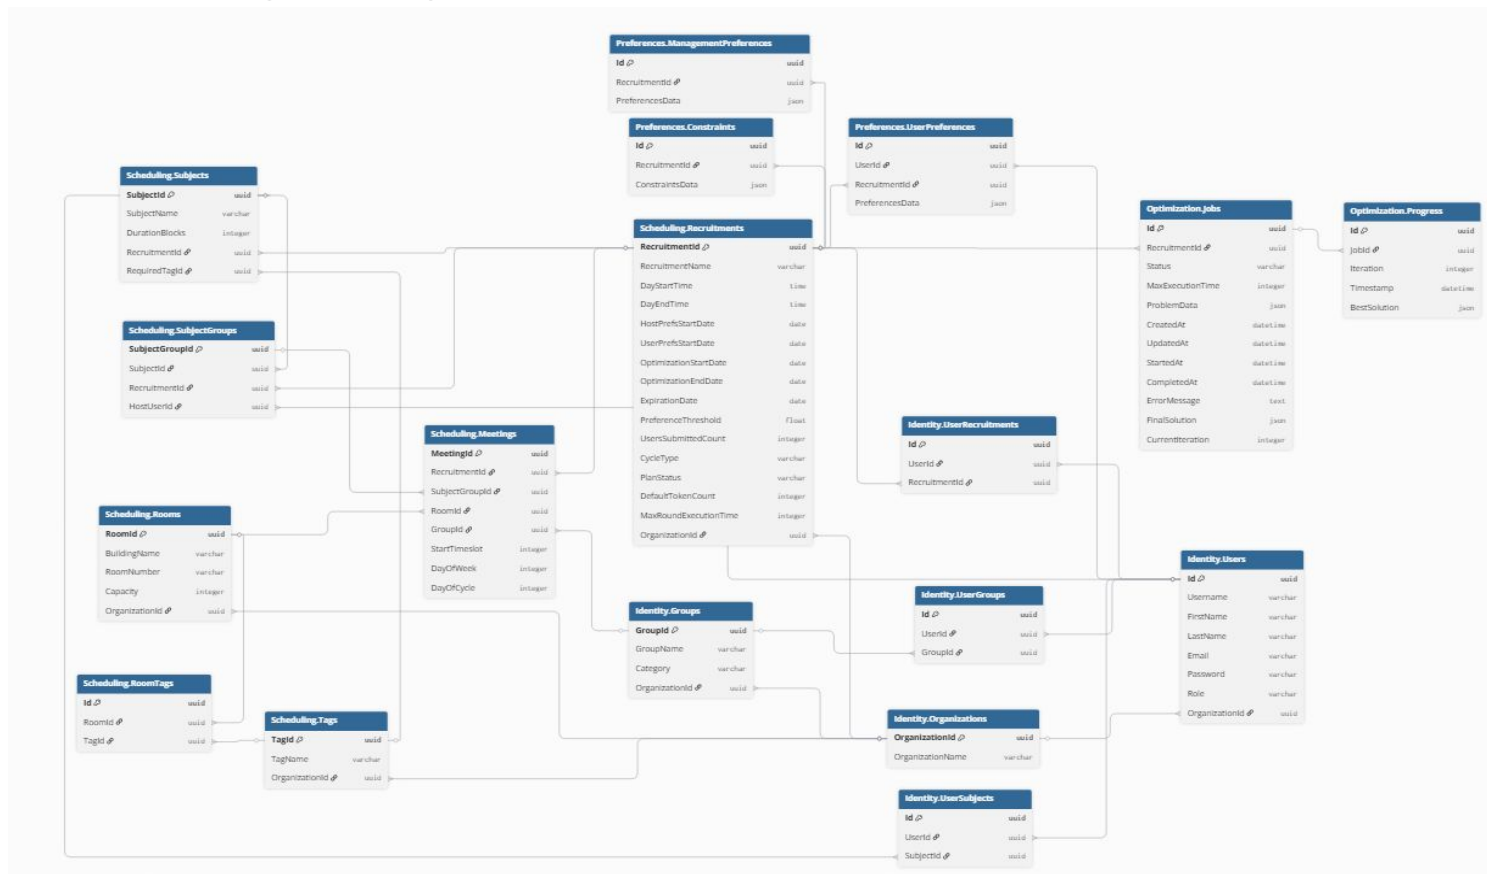 Preferences.ManagementPreferences
Id uuid
RecruitmentId uuid
PreferencesData json
Preferences.Constraints
Id uuid
RecruitmentId uuid
ConstraintsData json
Preferences.UserPreferences
Id uuid
UserId uuid
RecruitmentId uuid
PreferencesData json
Scheduling.Subjects
SubjectId uuid
SubjectName varchar
DurationBlocks integer
RecruitmentId uuid
RequiredTagId uuid
Scheduling.Recruitments
RecruitmentId uuid
RecruitmentName varchar
DayStartTime time
DayEndTime time
HostPrefsStartDate date
UserPrefsStartDate date
OptimizationStartDate date
OptimizationEndDate date
ExpirationDate date
PreferenceThreshold float
UsersSubmittedCount integer
CycleType varchar
PlanStatus varchar
DefaultTokenCount integer
MaxRoundExecutionTime integer
OrganizationId uuid
Optimization.Jobs
Id uuid
RecruitmentId uuid
Status varchar
MaxExecutionTime integer
ProblemData json
CreatedAt datetime
UpdatedAt datetime
StartedAt datetime
CompletedAt datetime
ErrorMessage text
FinalSolution json
CurrentIteration integer
Optimization.Progress
Id uuid
JobId uuid
Iteration integer
Timestamp datetime
BestSolution json
Scheduling.SubjectGroups
SubjectGroupId uuid
SubjectId uuid
RecruitmentId uuid
HostUserId uuid
Scheduling.Meetings
MeetingId uuid
RecruitmentId uuid
SubjectGroupId uuid
RoomId uuid
GroupId uuid
StartTimeslot integer
DayOfWeek integer
DayOfCycle integer
Identity.UserRecruitments
Id uuid
UserId uuid
RecruitmentId uuid
Scheduling.Rooms
RoomId uuid
BuildingName varchar
RoomNumber varchar
Capacity integer
OrganizationId uuid
Identity.Users
Id uuid
Username varchar
FirstName varchar
LastName varchar
Email varchar
Password varchar
Role varchar
OrganizationId uuid
Identity.UserGroups
Id uuid
UserId uuid
GroupId uuid
Identity.Groups
GroupId uuid
GroupName varchar
Category varchar
OrganizationId uuid
Scheduling.RoomTags
Id uuid
RoomId uuid
TagId uuid
Scheduling.Tags
TagId uuid
TagName varchar
OrganizationId uuid
Identity.Organizations
OrganizationId uuid
OrganizationName varchar
Identity.UserSubjects
Id uuid
UserId uuid
SubjectId uuid